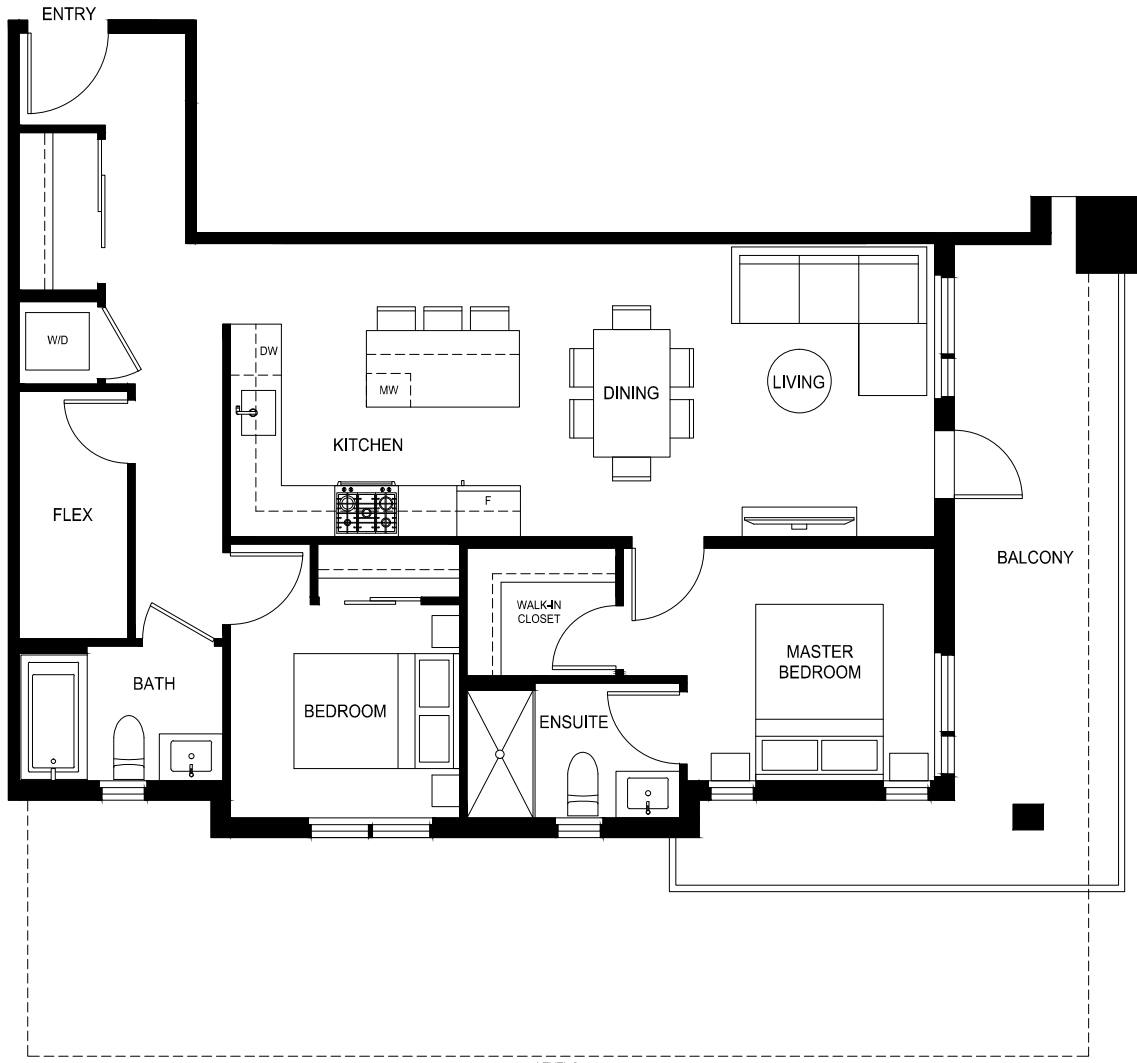 ENTRY
W/D
DW
MW
DINING
LIVING
KITCHEN
F
FLEX
BALCONY
WALK-IN
CLOSET
MASTER
BEDROOM
BATH
BEDROOM
ENSUITE